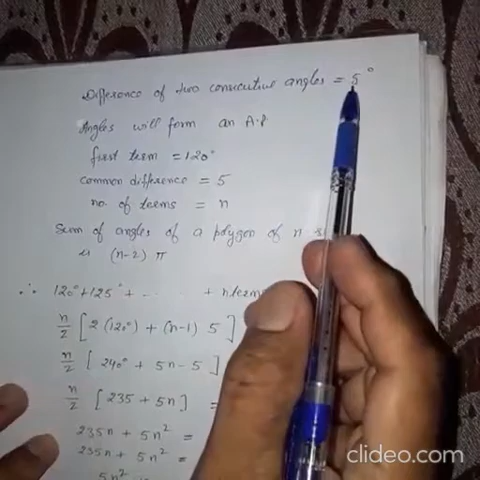 Difference of two consecutive angles = 5°
Angles will form an A.P
first term = 120°
common difference = 5
no. of terms = n
Sum of angles of a polygon of n
is (n-2) π
∴ 120° + 125° + ...... + n terms
n/2 [2(120°) + (n-1) 5]
n/2 [240° + 5n - 5]
n/2 [235 + 5n] =
235n + 5n² =
235n + 5n² =
5n²
clideo.com